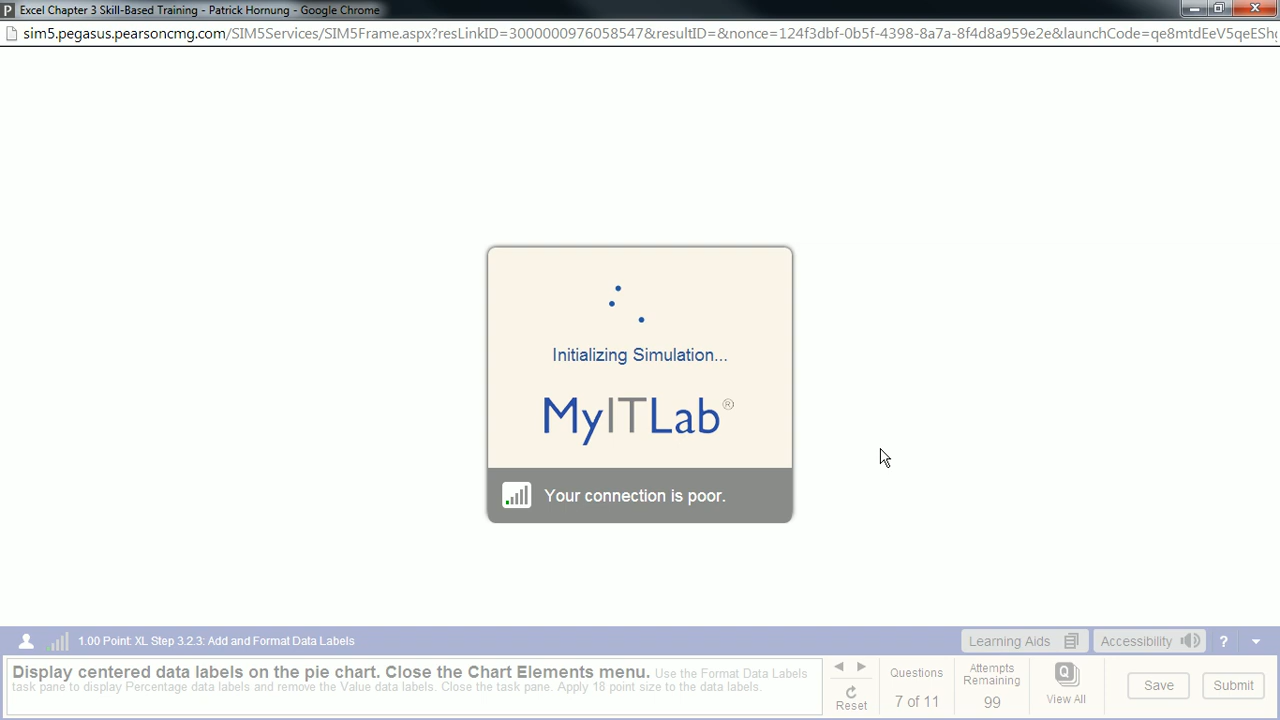 Excel Chapter 3 Skill-Based Training - Patrick Hornung - Google Chrome
sim5.pegasus.pearsoncmg.com/SIM5Services/SIM5Frame.aspx?resLinkID=3000000976058547&resultID=&nonce=124f3dbf-0b5f-4398-8a7a-8f4d8a959e2e&launchCode=qe8mtdEeV5qeESh
Initializing Simulation...
MyITLab®
Your connection is poor.
1.00 Point: XL Step 3.2.3: Add and Format Data Labels
Learning Aids
Accessibility
?
Display centered data labels on the pie chart. Close the Chart Elements menu. Use the Format Data Labels
task pane to display Percentage data labels and remove the Value data labels. Close the task pane. Apply 18 point size to the data labels.
Reset
Questions
7 of 11
Attempts
Remaining
99
Q
View All
Save
Submit